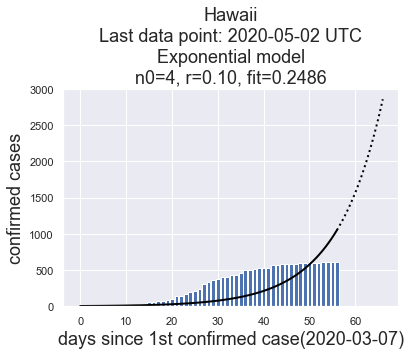 Hawaii
Last data point: 2020-05-02 UTC
Exponential model
n0=4, r=0.10, fit=0.2486
3000
2500
2000
1500
1000
500
0
confirmed cases
0 10 20 30 40 50 60
days since 1st confirmed case(2020-03-07)